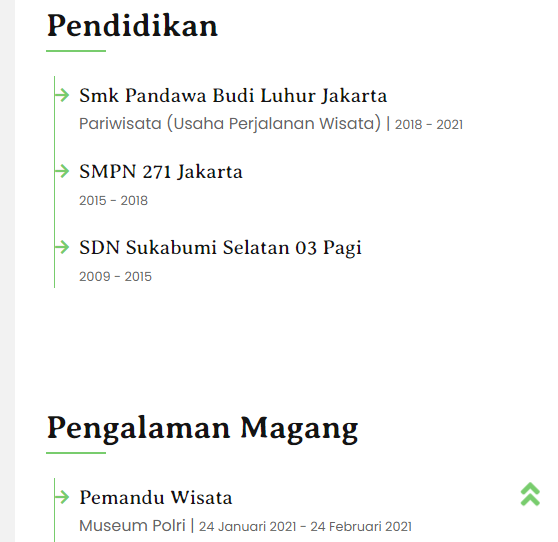 Pendidikan
Smk Pandawa Budi Luhur Jakarta
Pariwisata (Usaha Perjalanan Wisata) | 2018 - 2021
SMPN 271 Jakarta
2015 - 2018
SDN Sukabumi Selatan 03 Pagi
2009 - 2015
Pengalaman Magang
Pemandu Wisata
Museum Polri | 24 Januari 2021 - 24 Februari 2021